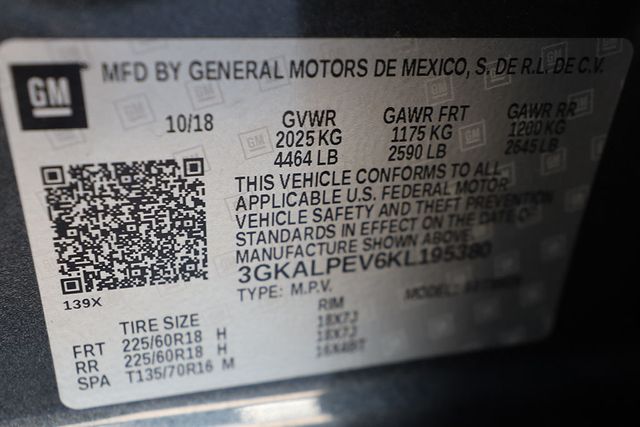 GM
MFD BY GENERAL MOTORS DE MEXICO, S. DE R.L. DE C.V.
10/18 GVWR GAWR FRT GAWR RR
2025 KG 1175 KG 1200 KG
4464 LB 2590 LB 2645 LB
THIS VEHICLE CONFORMS TO ALL
APPLICABLE U.S. FEDERAL MOTOR
VEHICLE SAFETY AND THEFT PREVENTION
STANDARDS IN EFFECT ON THE DATE OF
MANUFACTURE SHOWN ABOVE.
3GKALPEV6KL195380
139X TYPE: M.P.V. MODEL:
TIRE SIZE RIM
FRT 225/60R18 H 18X7J
RR 225/60R18 H 18X7J
SPA T135/70R16 M 16X4BT